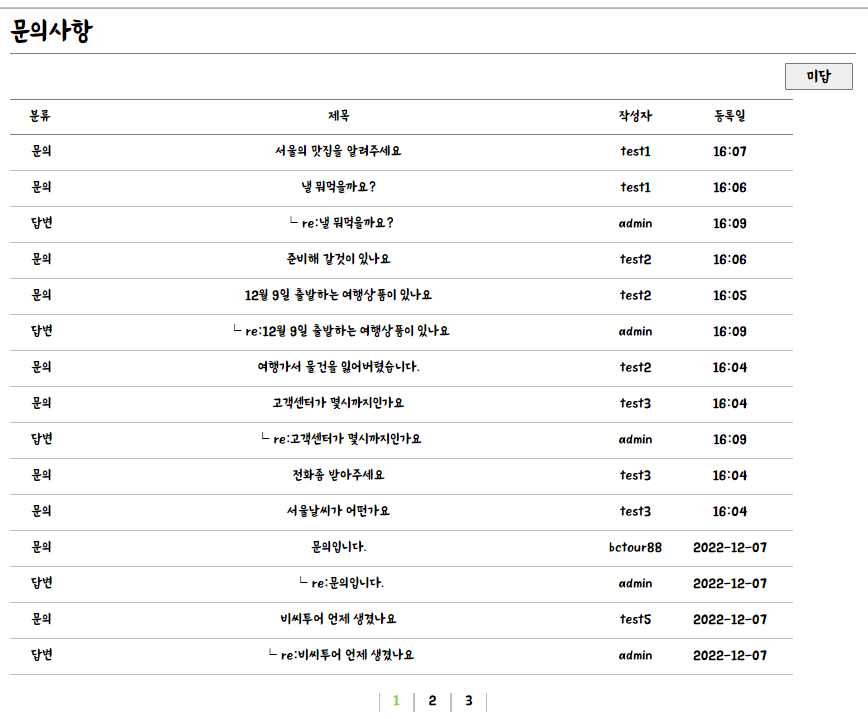 문의사항
미답
분류 제목 작성자 등록일
문의 서울의 맛집을 알려주세요 test1 16:07
문의 낼 뭐먹을까요? test1 16:06
답변 └ re:낼 뭐먹을까요? admin 16:09
문의 준비해 갈것이 있나요 test2 16:06
문의 12월 9일 출발하는 여행상품이 있나요 test2 16:05
답변 └ re:12월 9일 출발하는 여행상품이 있나요 admin 16:09
문의 여행가서 물건을 잃어버렸습니다. test2 16:04
문의 고객센터가 몇시까지인가요 test3 16:04
답변 └ re:고객센터가 몇시까지인가요 admin 16:09
문의 전화좀 받아주세요 test3 16:04
문의 서울날씨가 어떤가요 test3 16:04
문의 문의입니다. bctour88 2022-12-07
답변 └ re:문의입니다. admin 2022-12-07
문의 비씨투어 언제 생겼나요 test5 2022-12-07
답변 └ re:비씨투어 언제 생겼나요 admin 2022-12-07
1 2 3